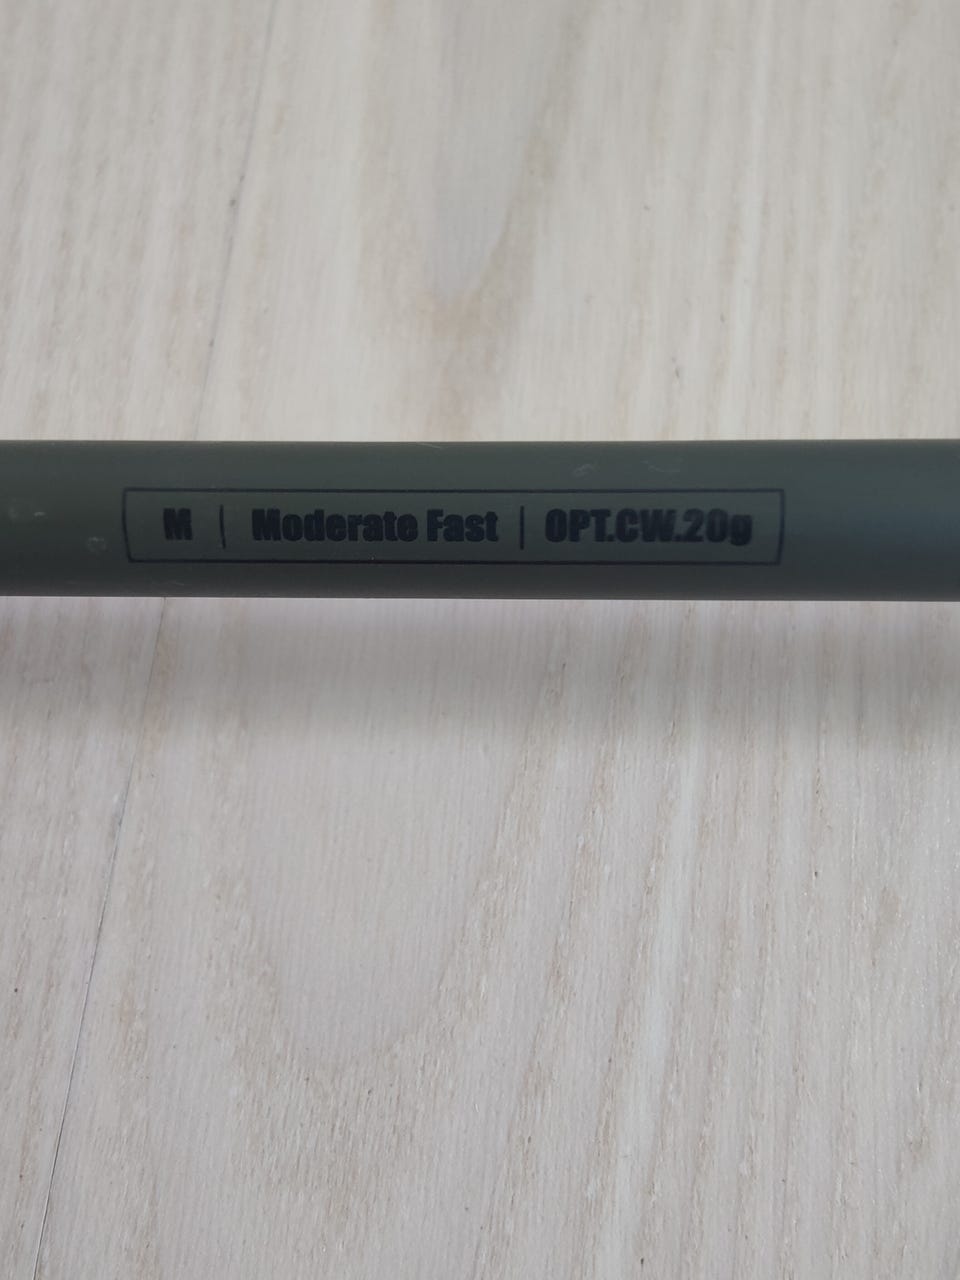 M | Moderate Fast | OPT.CW.20g